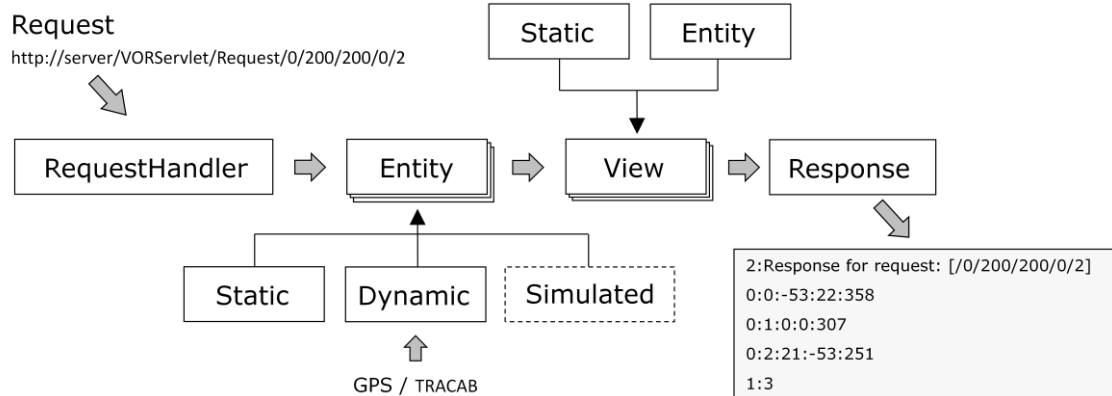 Request
http://server/VORServlet/Request/0/200/200/0/2
Static
Entity
RequestHandler
Entity
View
Response
Static
Dynamic
Simulated
GPS / TRACAB
2:Response for request: [/0/200/200/0/2]
0:0:-53:22:358
0:1:0:0:307
0:2:21:-53:251
1:3